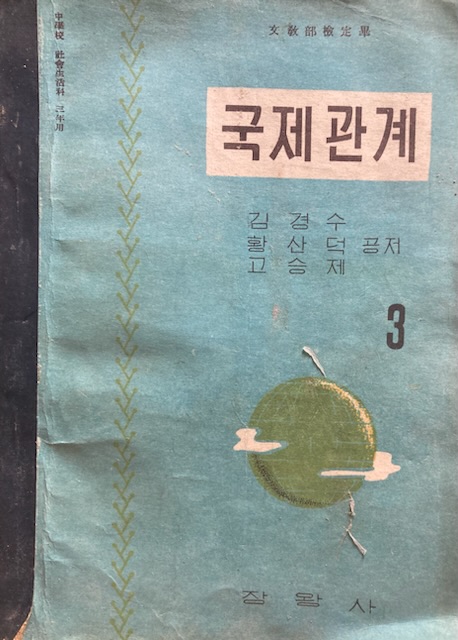 文敎部檢定畢
中學校 社會生活科 三年用
국제관계
김경수
황산덕 공저
고승제
3
장왕사